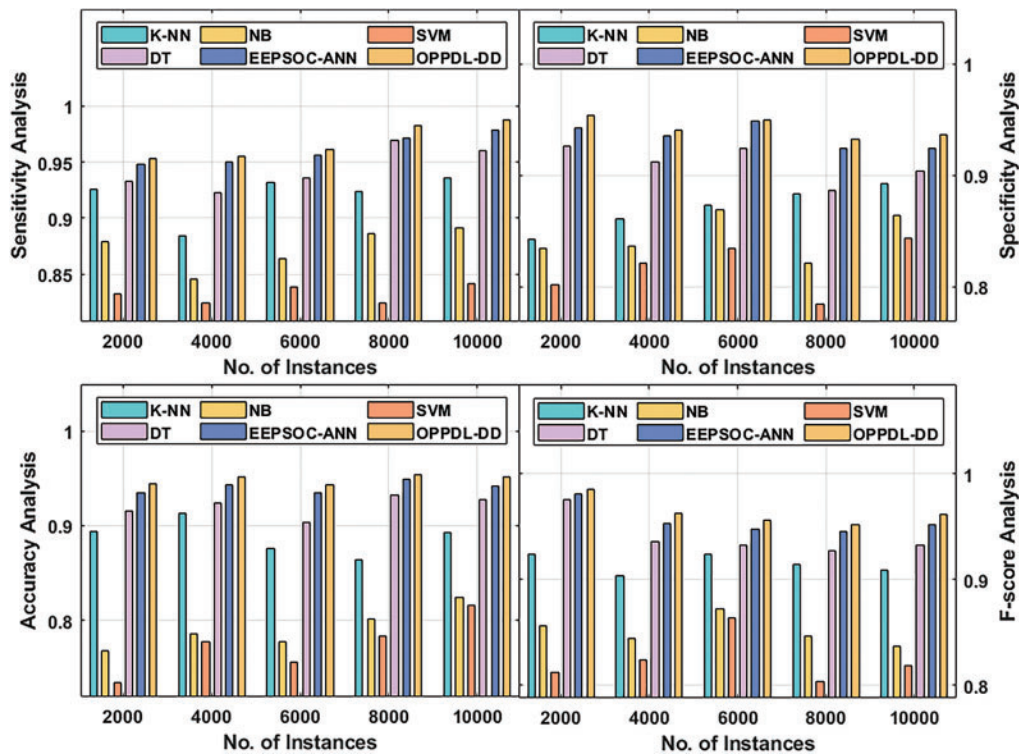 K-NN NB SVM
DT EEPSOC-ANN OPPDL-DD
Sensitivity Analysis
1
0.95
0.9
0.85
2000 4000 6000 8000 10000
No. of Instances
K-NN NB SVM
DT EEPSOC-ANN OPPDL-DD
Specificity Analysis
1
0.9
0.8
2000 4000 6000 8000 10000
No. of Instances
K-NN NB SVM
DT EEPSOC-ANN OPPDL-DD
Accuracy Analysis
1
0.9
0.8
2000 4000 6000 8000 10000
No. of Instances
K-NN NB SVM
DT EEPSOC-ANN OPPDL-DD
F-score Analysis
1
0.9
0.8
2000 4000 6000 8000 10000
No. of Instances